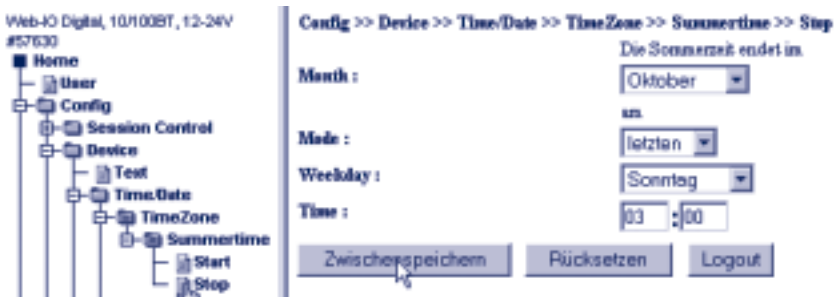 Web-IO Digital, 10/100BT, 12-24V
#57630
Home
User
Config
Session Control
Device
Text
Time/Date
TimeZone
Summertime
Start
Stop
Config >> Device >> Time/Date >> TimeZone >> Summertime >> Stop
Die Sommerzeit endet im
Month :
Oktober
am
Mode :
letzten
Weekday :
Sonntag
Time :
03 : 00
Zwischenspeichern
Rücksetzen
Logout